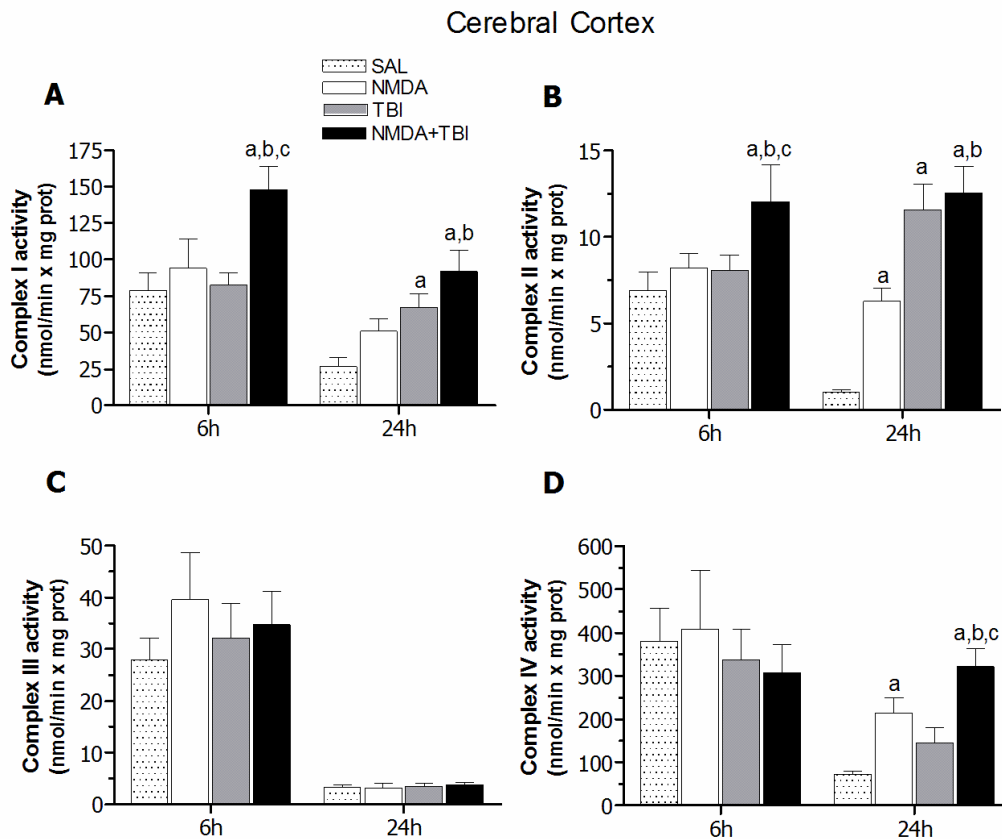 Cerebral Cortex
SAL
NMDA
TBI
NMDA+TBI
A
Complex I activity
(nmol/min x mg prot)
175
150
125
100
75
50
25
0
a,b,c
a
a,b
6h
24h
B
Complex II activity
(nmol/min x mg prot)
15
10
5
0
a,b,c
a
a
a,b
6h
24h
C
Complex III activity
(nmol/min x mg prot)
50
40
30
20
10
0
6h
24h
D
Complex IV activity
(nmol/min x mg prot)
600
500
400
300
200
100
0
a
a,b,c
6h
24h